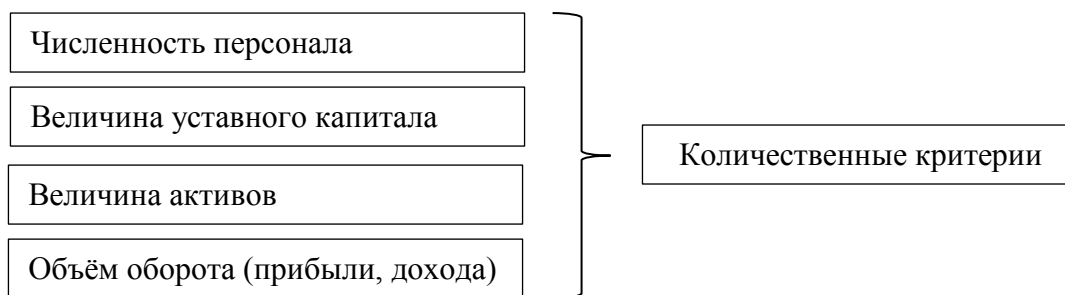 Численность персонала
Величина уставного капитала
Количественные критерии
Величина активов
Объём оборота (прибыли, дохода)